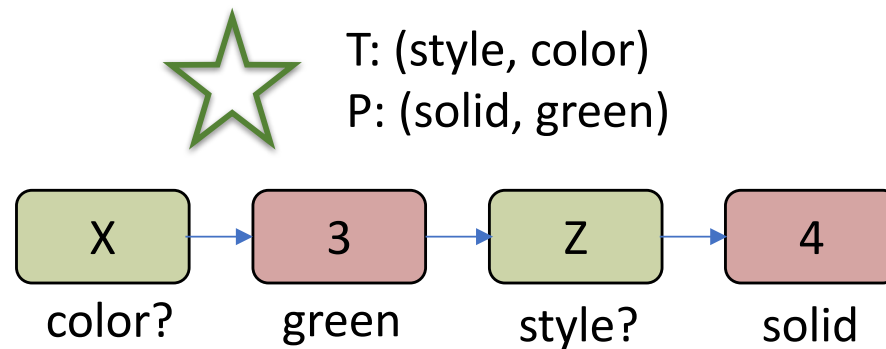 T: (style, color)
P: (solid, green)
X 3 Z 4
color? green style? solid